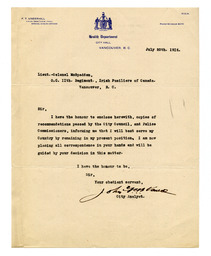 Health Department
CITY HALL
VANCOUVER, B.C.
July 20th. 1916.
Lieut.-Colonel McSpadden,
O.C. 11th. Regiment, Irish Fusiliers of Canada.
Vancouver, B. C.
Sir,
I have the honour to enclose herewith, copies of
recommendations passed by the City Council, and Police
Commissioners, informing me that I will best serve my
Country by remaining in my present position, I am now
placing all correspondence in your hands and will be
guided by your decision in this matter.
I have the honour to be,
Sir,
Your obedient servant,
City Analyst.